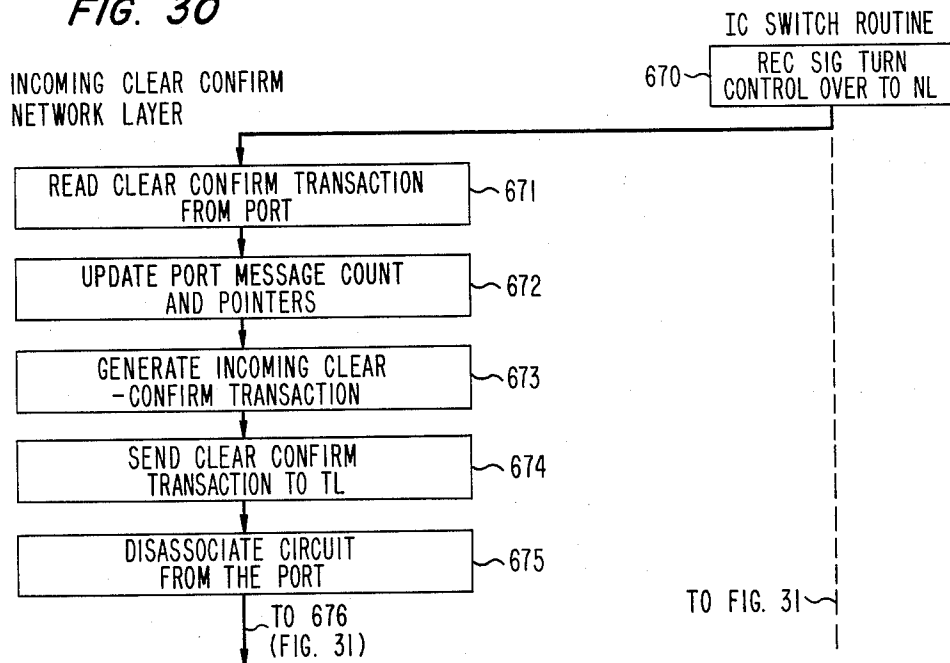 FIG. 30
IC SWITCH ROUTINE
670
REC SIG TURN
CONTROL OVER TO NL
INCOMING CLEAR CONFIRM
NETWORK LAYER
READ CLEAR CONFIRM TRANSACTION
FROM PORT
671
UPDATE PORT MESSAGE COUNT
AND POINTERS
672
GENERATE INCOMING CLEAR
-CONFIRM TRANSACTION
673
SEND CLEAR CONFIRM
TRANSACTION TO TL
674
DISASSOCIATE CIRCUIT
FROM THE PORT
675
TO 676
(FIG. 31)
TO FIG. 31